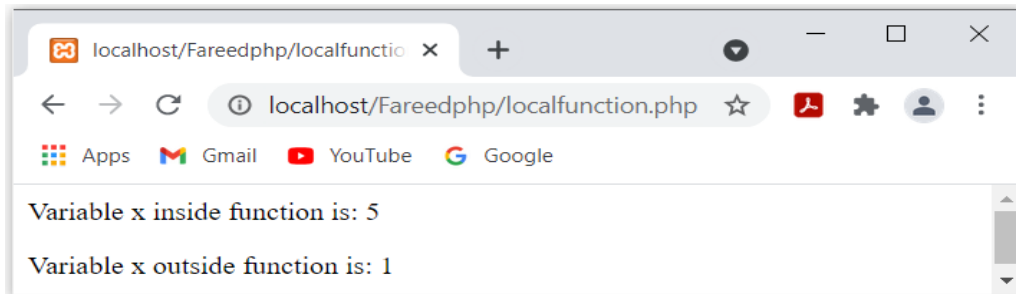 localhost/Fareedphp/localfunctio
localhost/Fareedphp/localfunction.php
Apps Gmail YouTube Google
Variable x inside function is: 5
Variable x outside function is: 1